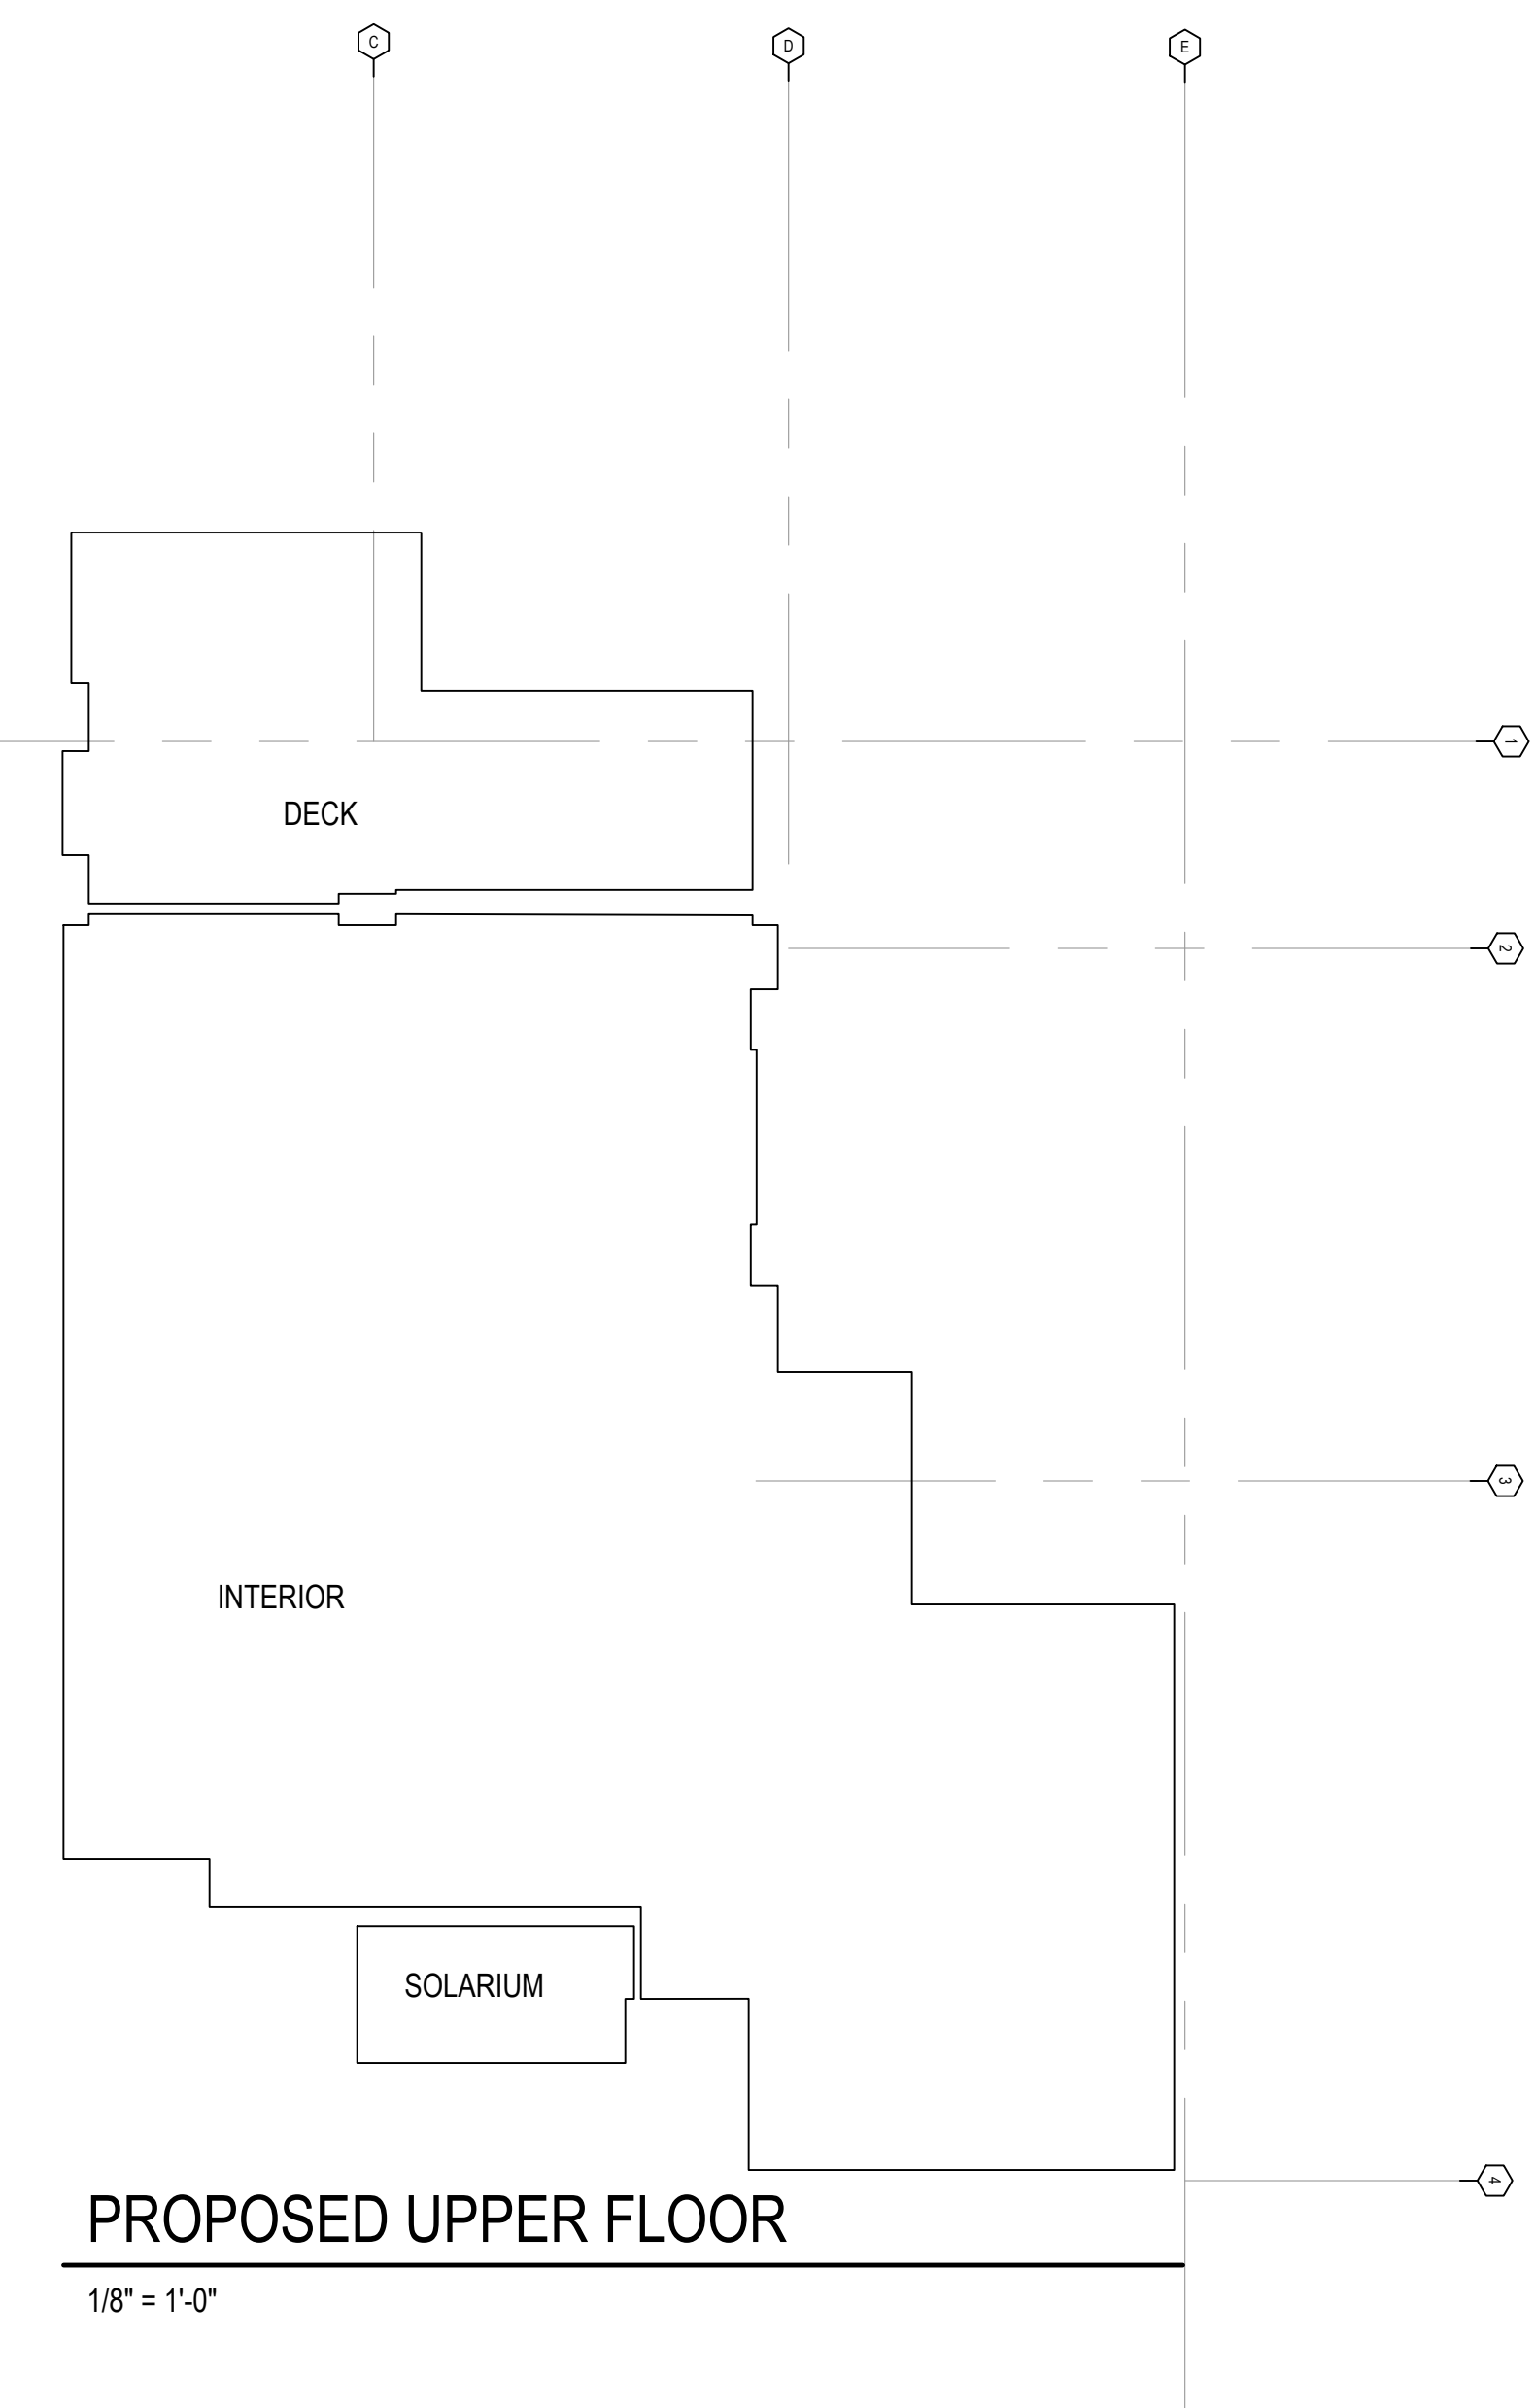 C
D
E
1
DECK
2
3
INTERIOR
SOLARIUM
4
PROPOSED UPPER FLOOR
1/8" = 1'-0"